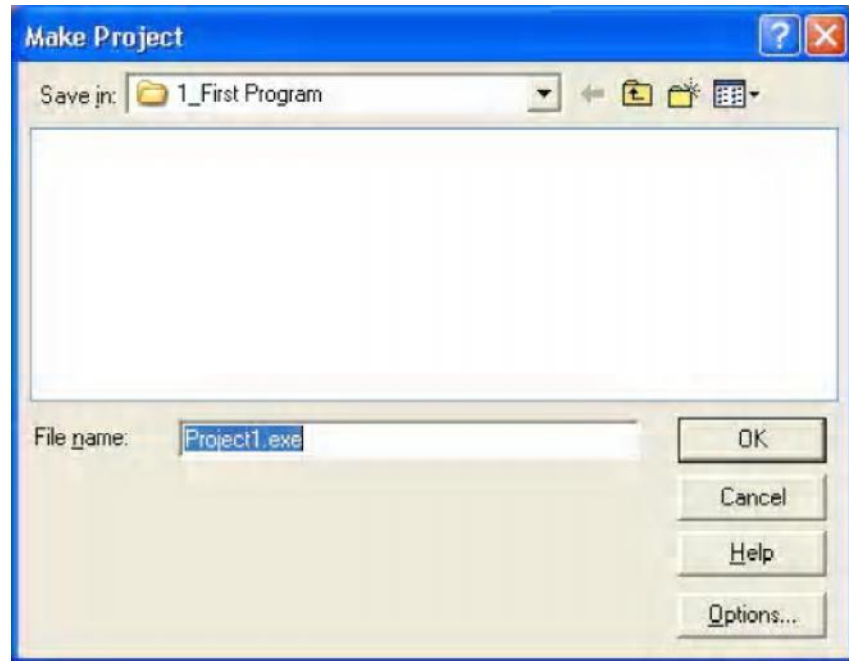 Make Project
Save in: 1_First Program
File name: Project1.exe
OK
Cancel
Help
Options...